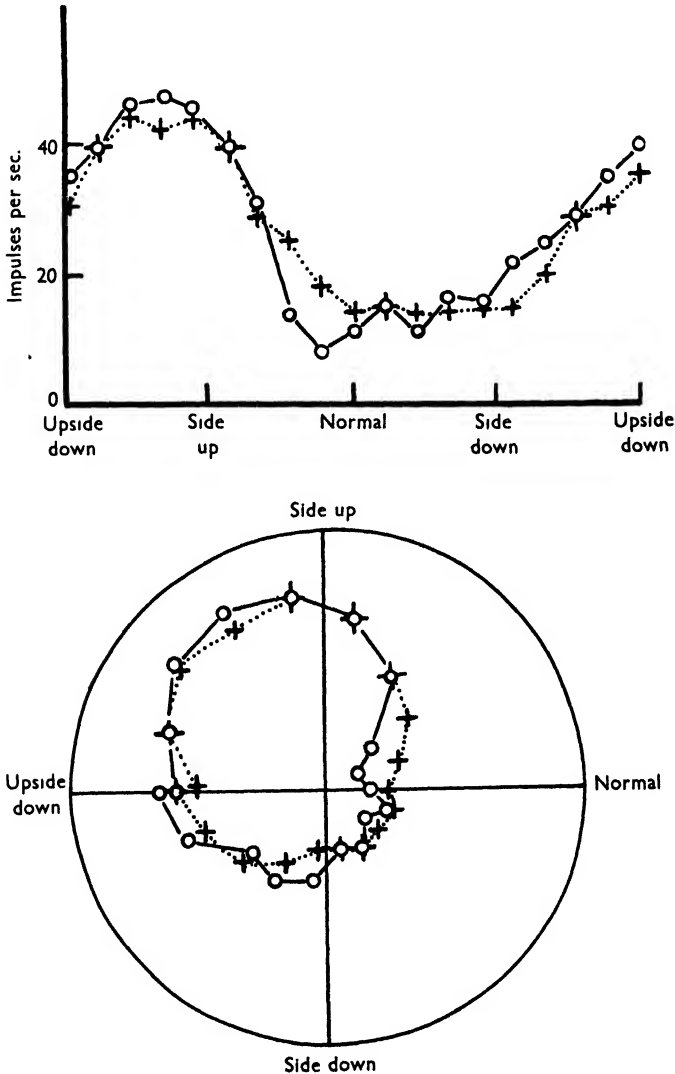 Impulses per sec.
40
20
0
Upside down
Side up
Normal
Side down
Upside down
Side up
Upside down
Normal
Side down